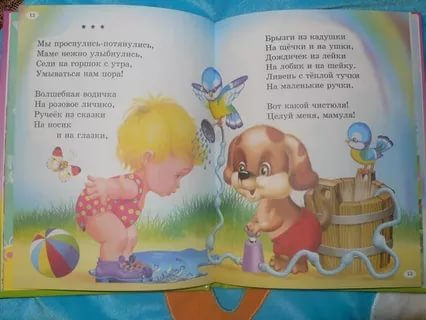 12
* * *
Мы проснулись-потянулись,
Маме нежно улыбнулись,
Сели на горшок с утра,
Умываться нам пора!
Волшебная водичка
На розовое личико,
Ручеёк из сказки
На носик
и на глазки,
Брызги из кадушки
На щёчки и на ушки,
Дождичек из лейки
На лобик и на шейку.
Ливень с тёплой тучки
На маленькие ручки.
Вот какой чистюля!
Целуй меня, мамуля!
13